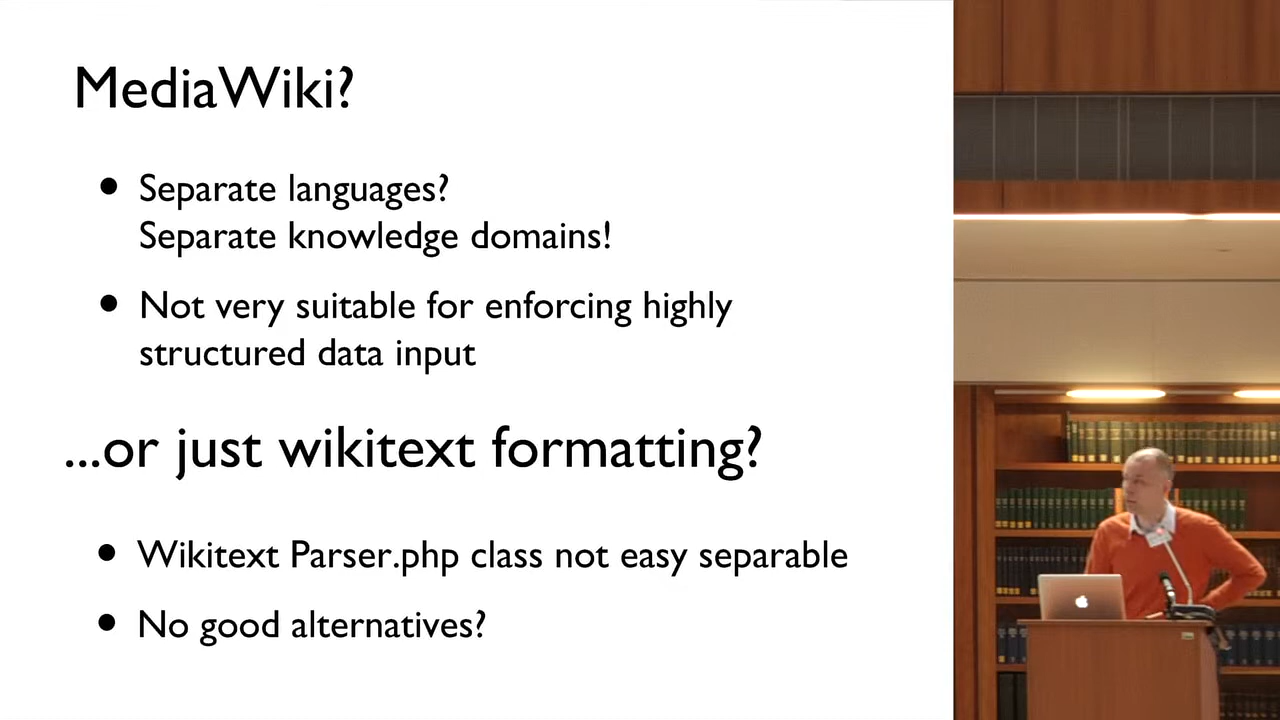 MediaWiki?
• Separate languages?
Separate knowledge domains!
• Not very suitable for enforcing highly
structured data input
...or just wikitext formatting?
• Wikitext Parser.php class not easy separable
• No good alternatives?